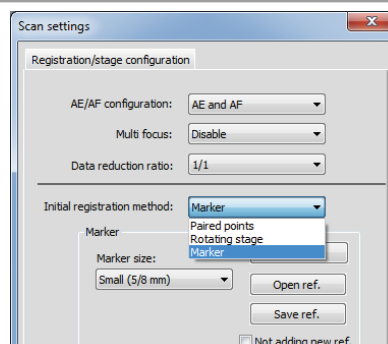 Scan settings
x
Registration/stage configuration
AE/AF configuration: AE and AF
Multi focus: Disable
Data reduction ratio: 1/1
Initial registration method: Marker
Paired points
Rotating stage
Marker
Marker
Marker size:
Small (5/8 mm)
Open ref.
Save ref.
Not adding new ref.